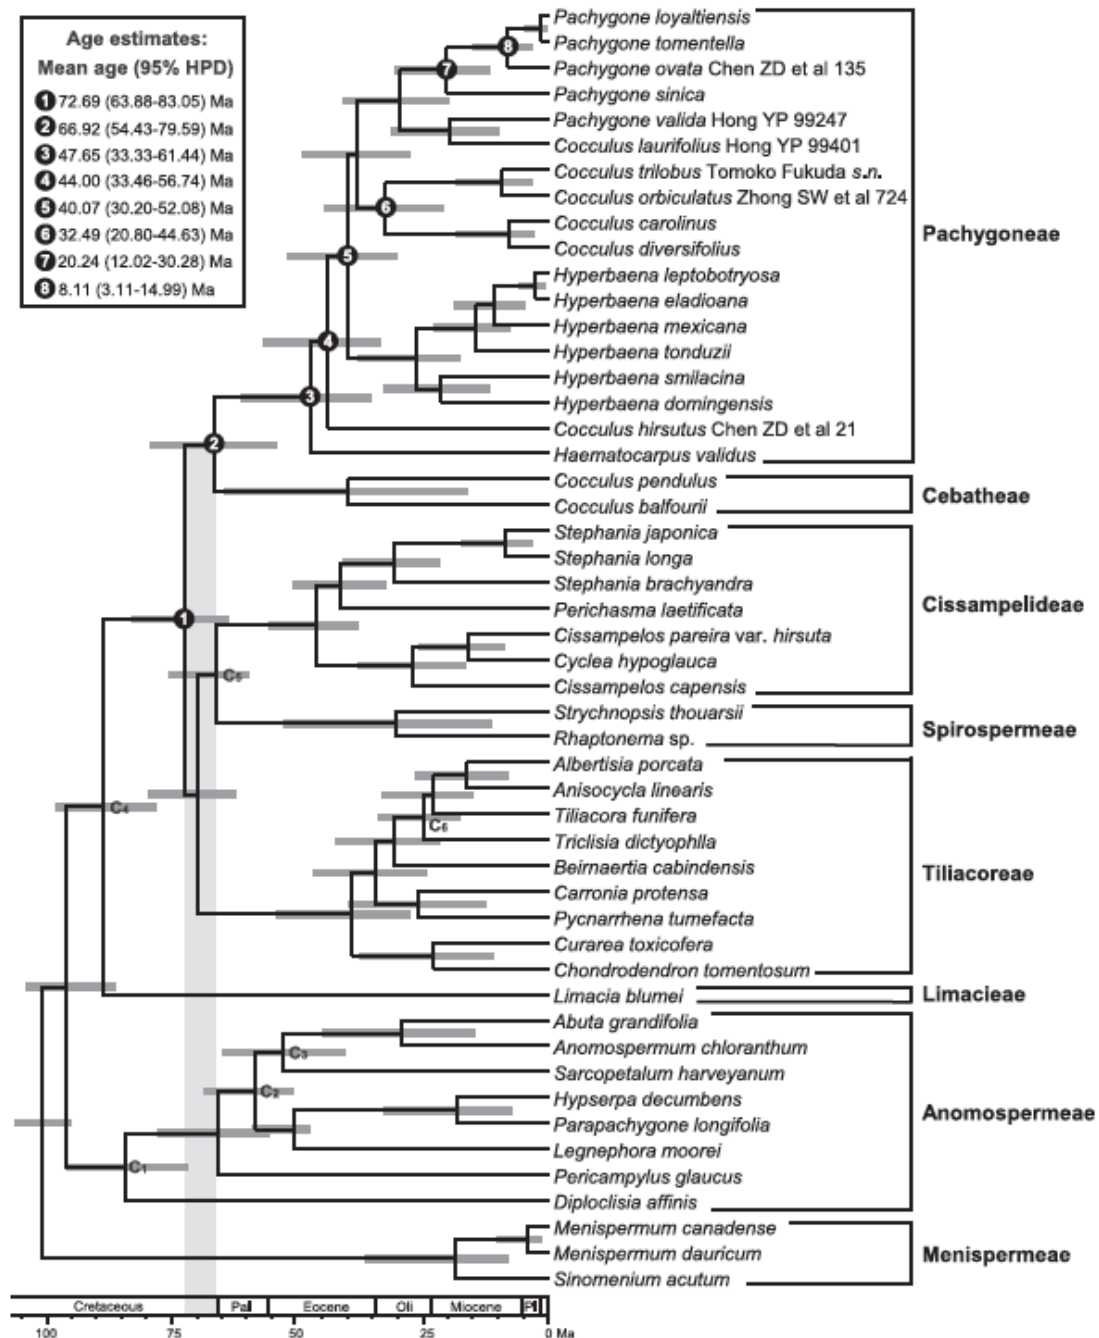 Age estimates:
Mean age (95% HPD)
1 72.69 (63.88-83.05) Ma
2 66.92 (54.43-79.59) Ma
3 47.65 (33.33-61.44) Ma
4 44.00 (33.46-56.74) Ma
5 40.07 (30.20-52.08) Ma
6 32.49 (20.80-44.63) Ma
7 20.24 (12.02-30.28) Ma
8 8.11 (3.11-14.99) Ma
Pachygone loyaltiensis
Pachygone tomentella
Pachygone ovata Chen ZD et al 135
Pachygone sinica
Pachygone valida Hong YP 99247
Cocculus laurifolius Hong YP 99401
Cocculus trilobus Tomoko Fukuda s.n.
Cocculus orbiculatus Zhong SW et al 724
Cocculus carolinus
Cocculus diversifolius
Hyperbaena leptobotryosa
Hyperbaena eladioana
Hyperbaena mexicana
Hyperbaena tonduzii
Hyperbaena smilacina
Hyperbaena domingensis
Cocculus hirsutus Chen ZD et al 21
Haematocarpus validus
Pachygoneae
Cocculus pendulus
Cocculus balfourii
Cebatheae
Stephania japonica
Stephania longa
Stephania brachyandra
Perichasma laetificata
Cissampelos pareira var. hirsuta
Cyclea hypoglauca
Cissampelos capensis
Cissampelideae
Strychnopsis thouarsii
Rhaptonema sp.
Spirospermeae
Albertisia porcata
Anisocycla linearis
Tiliacora funifera
Triclisia dictyophlla
Beirnaertia cabindensis
Carronia protensa
Pycnarrhena tumefacta
Curarea toxicofera
Chondrodendron tomentosum
Tiliacoreae
Limacia blumei
Limacieae
Abuta grandifolia
Anomospermum chloranthum
Sarcopetalum harveyanum
Hypserpa decumbens
Parapachygone longifolia
Legnephora moorei
Pericampylus glaucus
Diploclisia affinis
Anomospermeae
Menispermum canadense
Menispermum dauricum
Sinomenium acutum
Menispermeae
8
7
6
5
4
3
2
1
C5
C4
C6
C3
C2
C1
Cretaceous Pal Eocene Oli Miocene Pl
100 75 50 25 0 Ma